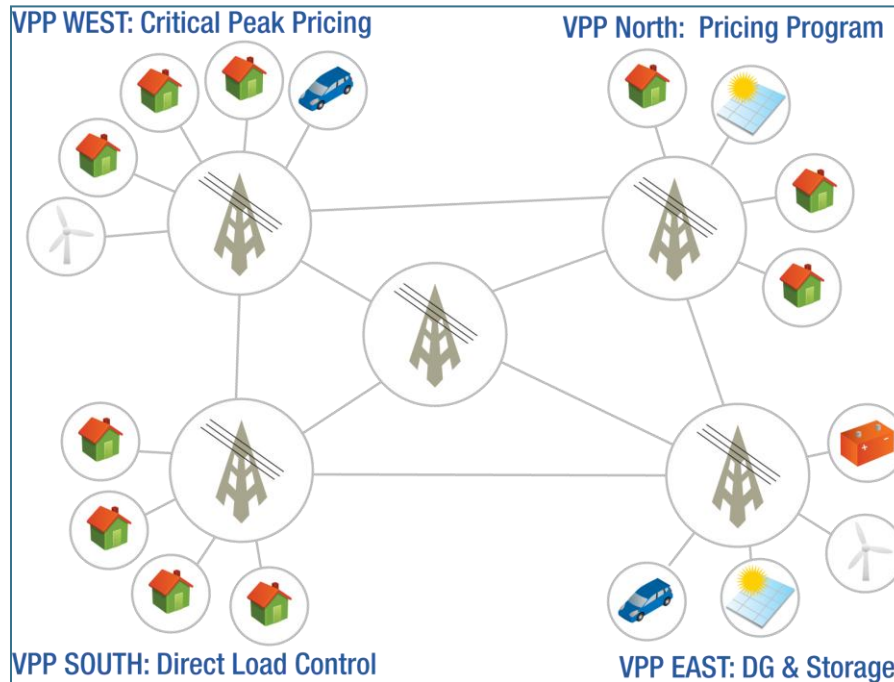 VPP WEST: Critical Peak Pricing
VPP North: Pricing Program
VPP SOUTH: Direct Load Control
VPP EAST: DG & Storage